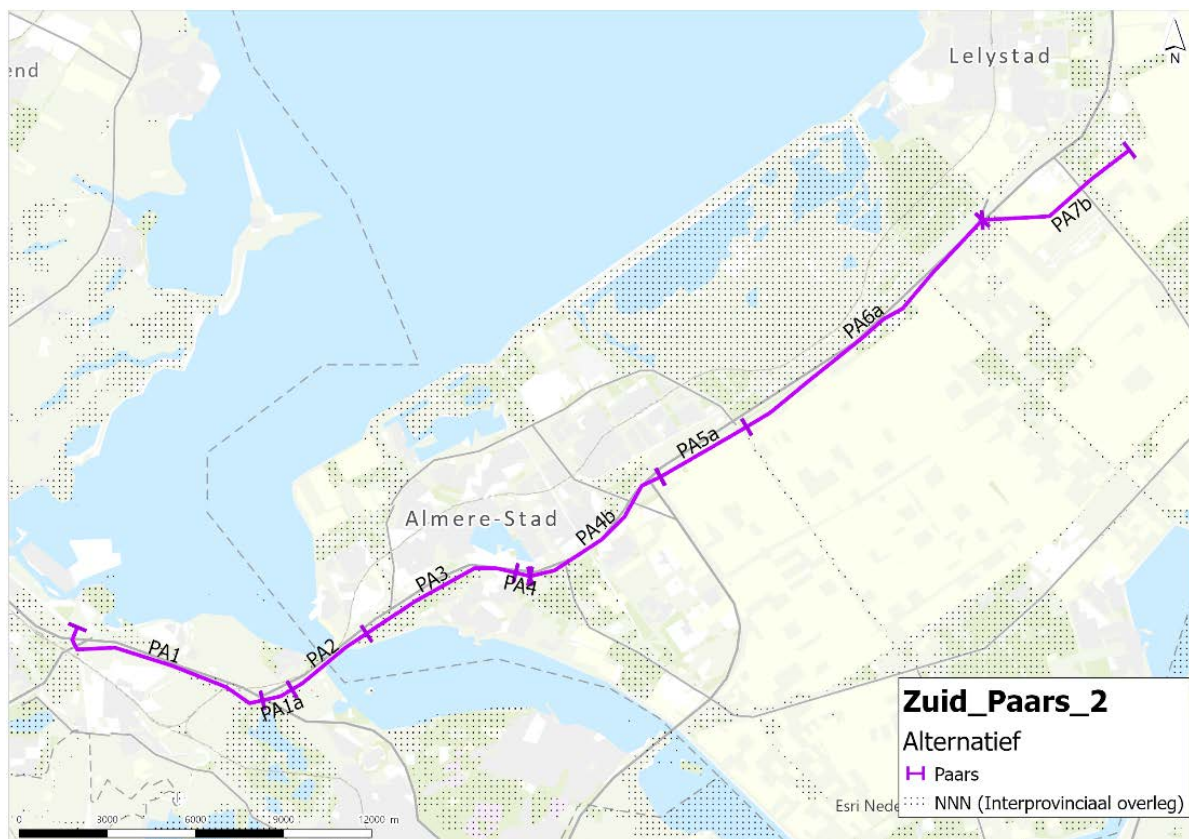 end
Lelystad
N
PA7b
PA6a
PA5a
Almere-Stad
PA4b
PA3
PA4
PA2
PA1
PA1a
Zuid_Paars_2
Alternatief
Paars
Esri Nede
NNN (Interprovinciaal overleg)
0 3000 6000 9000 12000 m